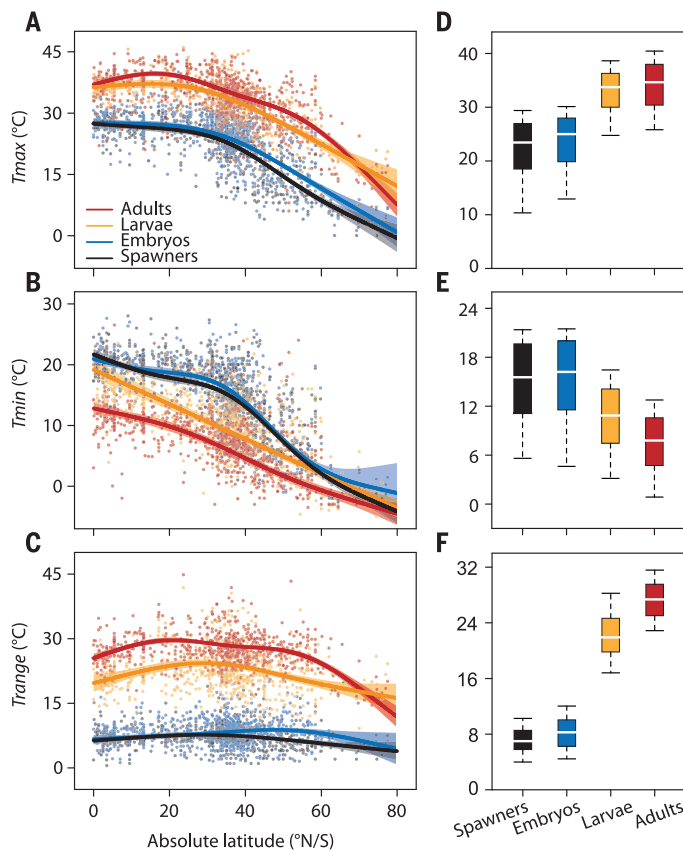 A
Tmax (°C)
45
30
15
0
Adults
Larvae
Embryos
Spawners
B
Tmin (°C)
30
20
10
0
C
Trange (°C)
45
30
15
0
0 20 40 60 80
Absolute latitude (°N/S)
D
40
30
20
10
0
E
24
18
12
6
0
F
32
24
16
8
0
Spawners
Embryos
Larvae
Adults